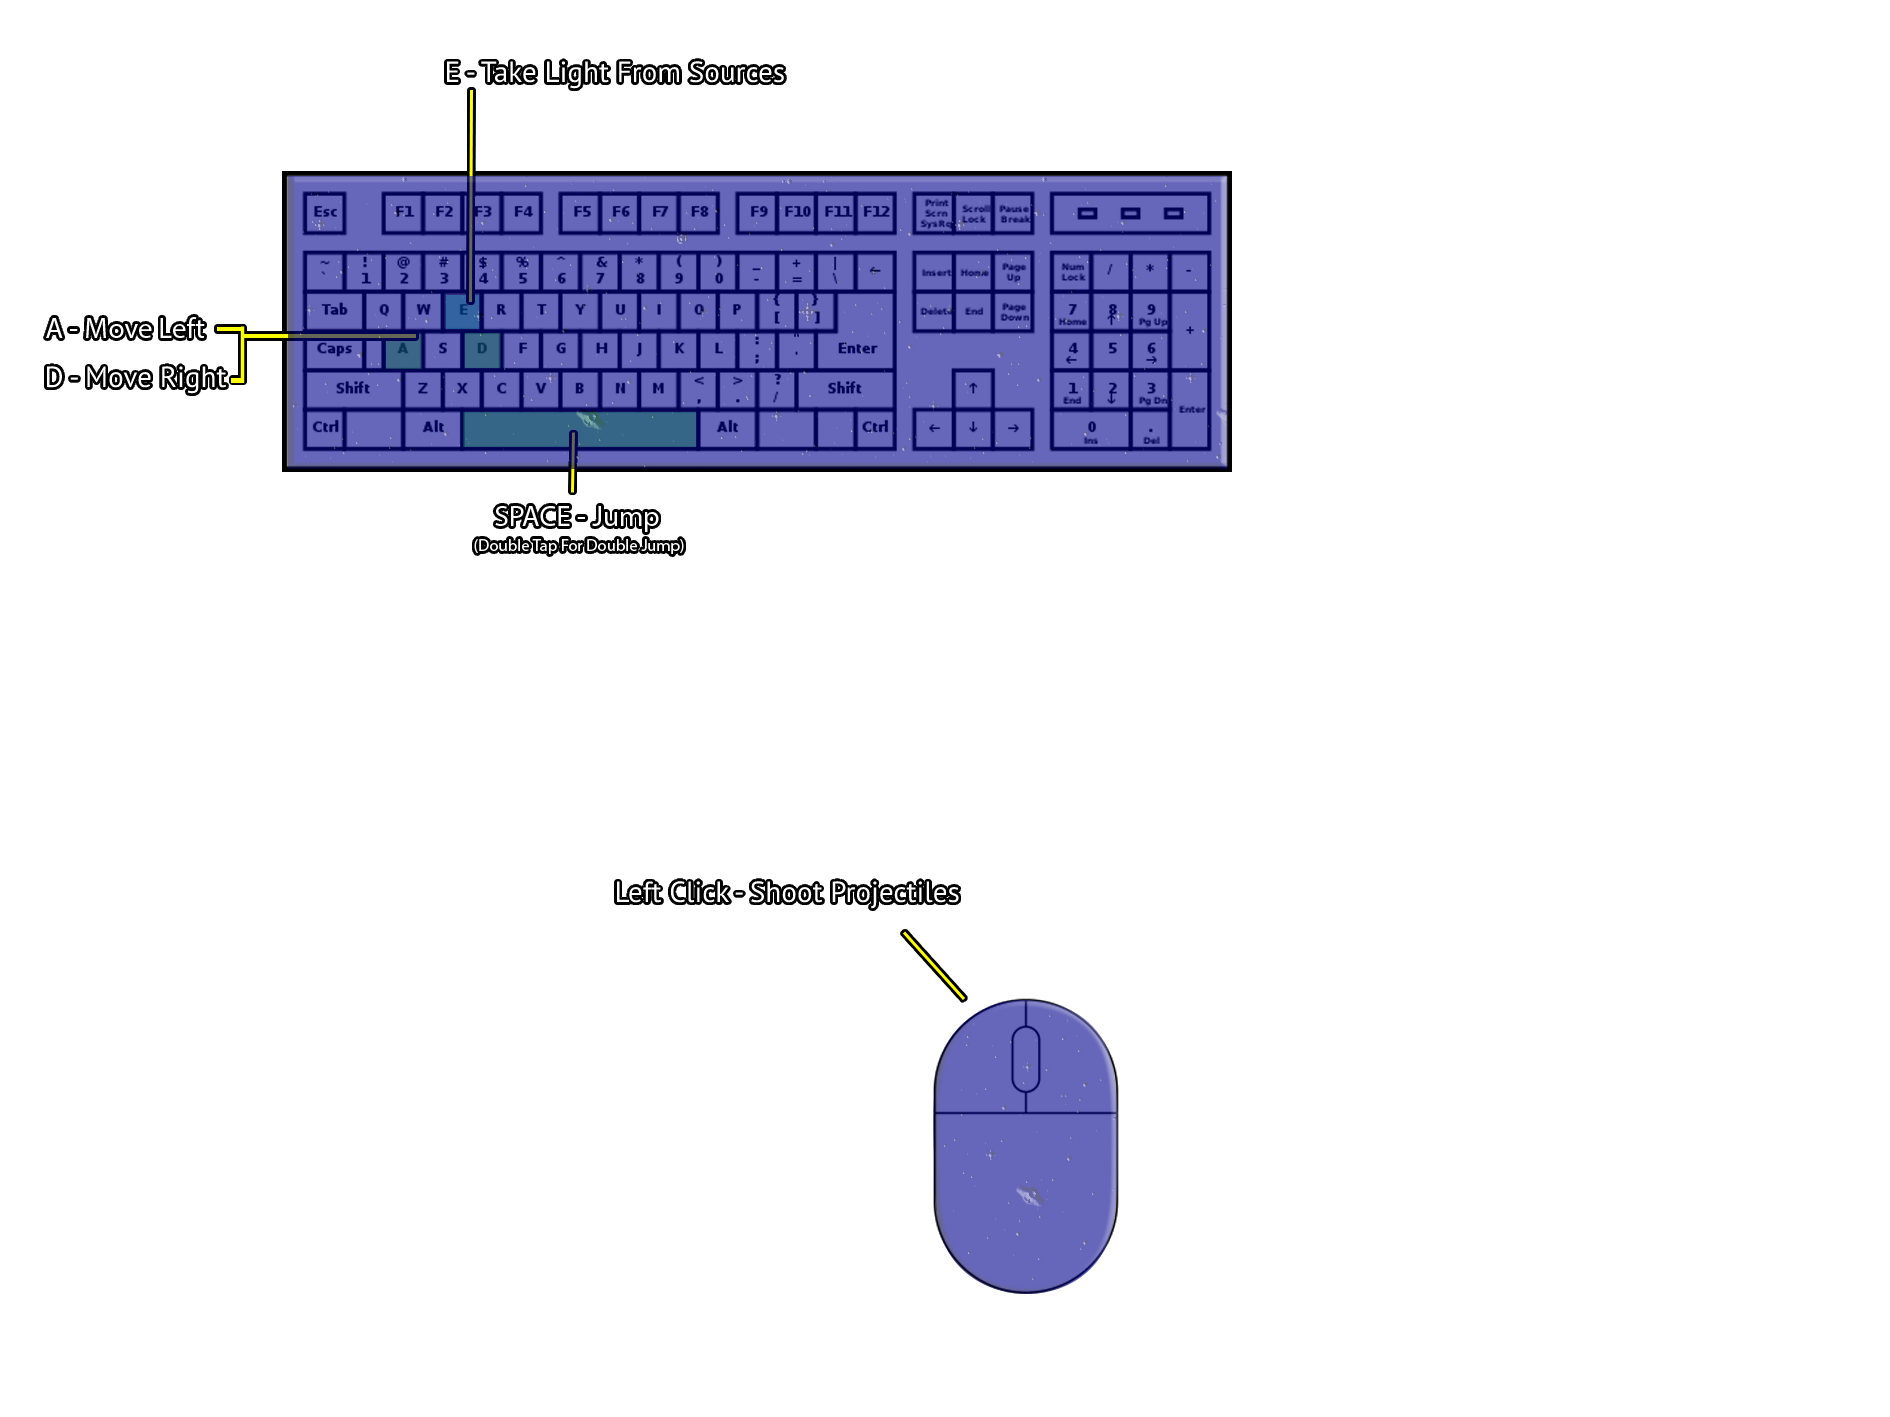 E - Take Light From Sources
Esc F1 F2 F3 F4 F5 F6 F7 F8 F9 F10 F11 F12 Print Scrn SysRq Scroll Lock Pause Break
~ ` ! 1 @ 2 # 3 $ 4 % 5 ^ 6 & 7 * 8 ( 9 ) 0 _ - + = | \ ← Insert Home Page Up Num Lock / * -
Tab Q W E R T Y U I O P { [ } ] Delete End Page Down 7 Home 8 ↑ 9 Pg Up +
A - Move Left
Caps A S D F G H J K L : ; " . Enter 4 ← 5 6 →
D - Move Right
Shift Z X C V B N M < , > . ? / Shift ↑ 1 End 2 ↓ 3 Pg Dn Enter
Ctrl Alt Alt Ctrl ← ↓ → 0 Ins . Del
SPACE - Jump
(Double Tap For Double Jump)
Left Click - Shoot Projectiles